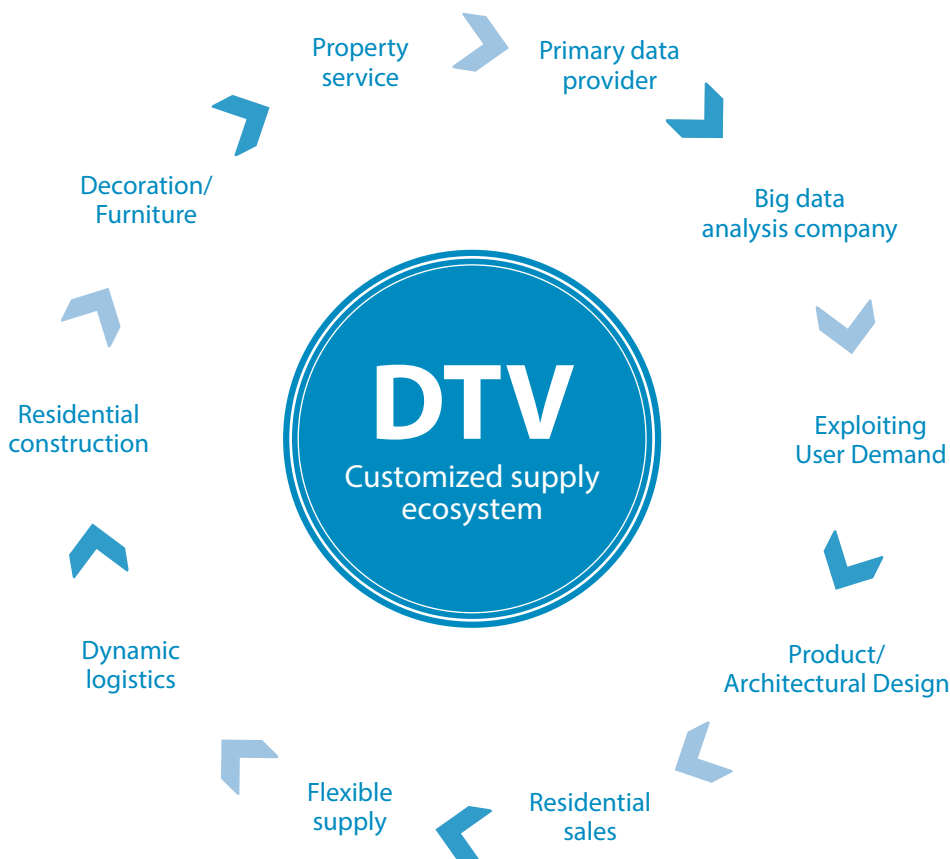 Property
service
Primary data
provider
Big data
analysis company
Exploiting
User Demand
Product/
Architectural Design
Residential
sales
Flexible
supply
Dynamic
logistics
Residential
construction
Decoration/
Furniture
DTV
Customized supply
ecosystem